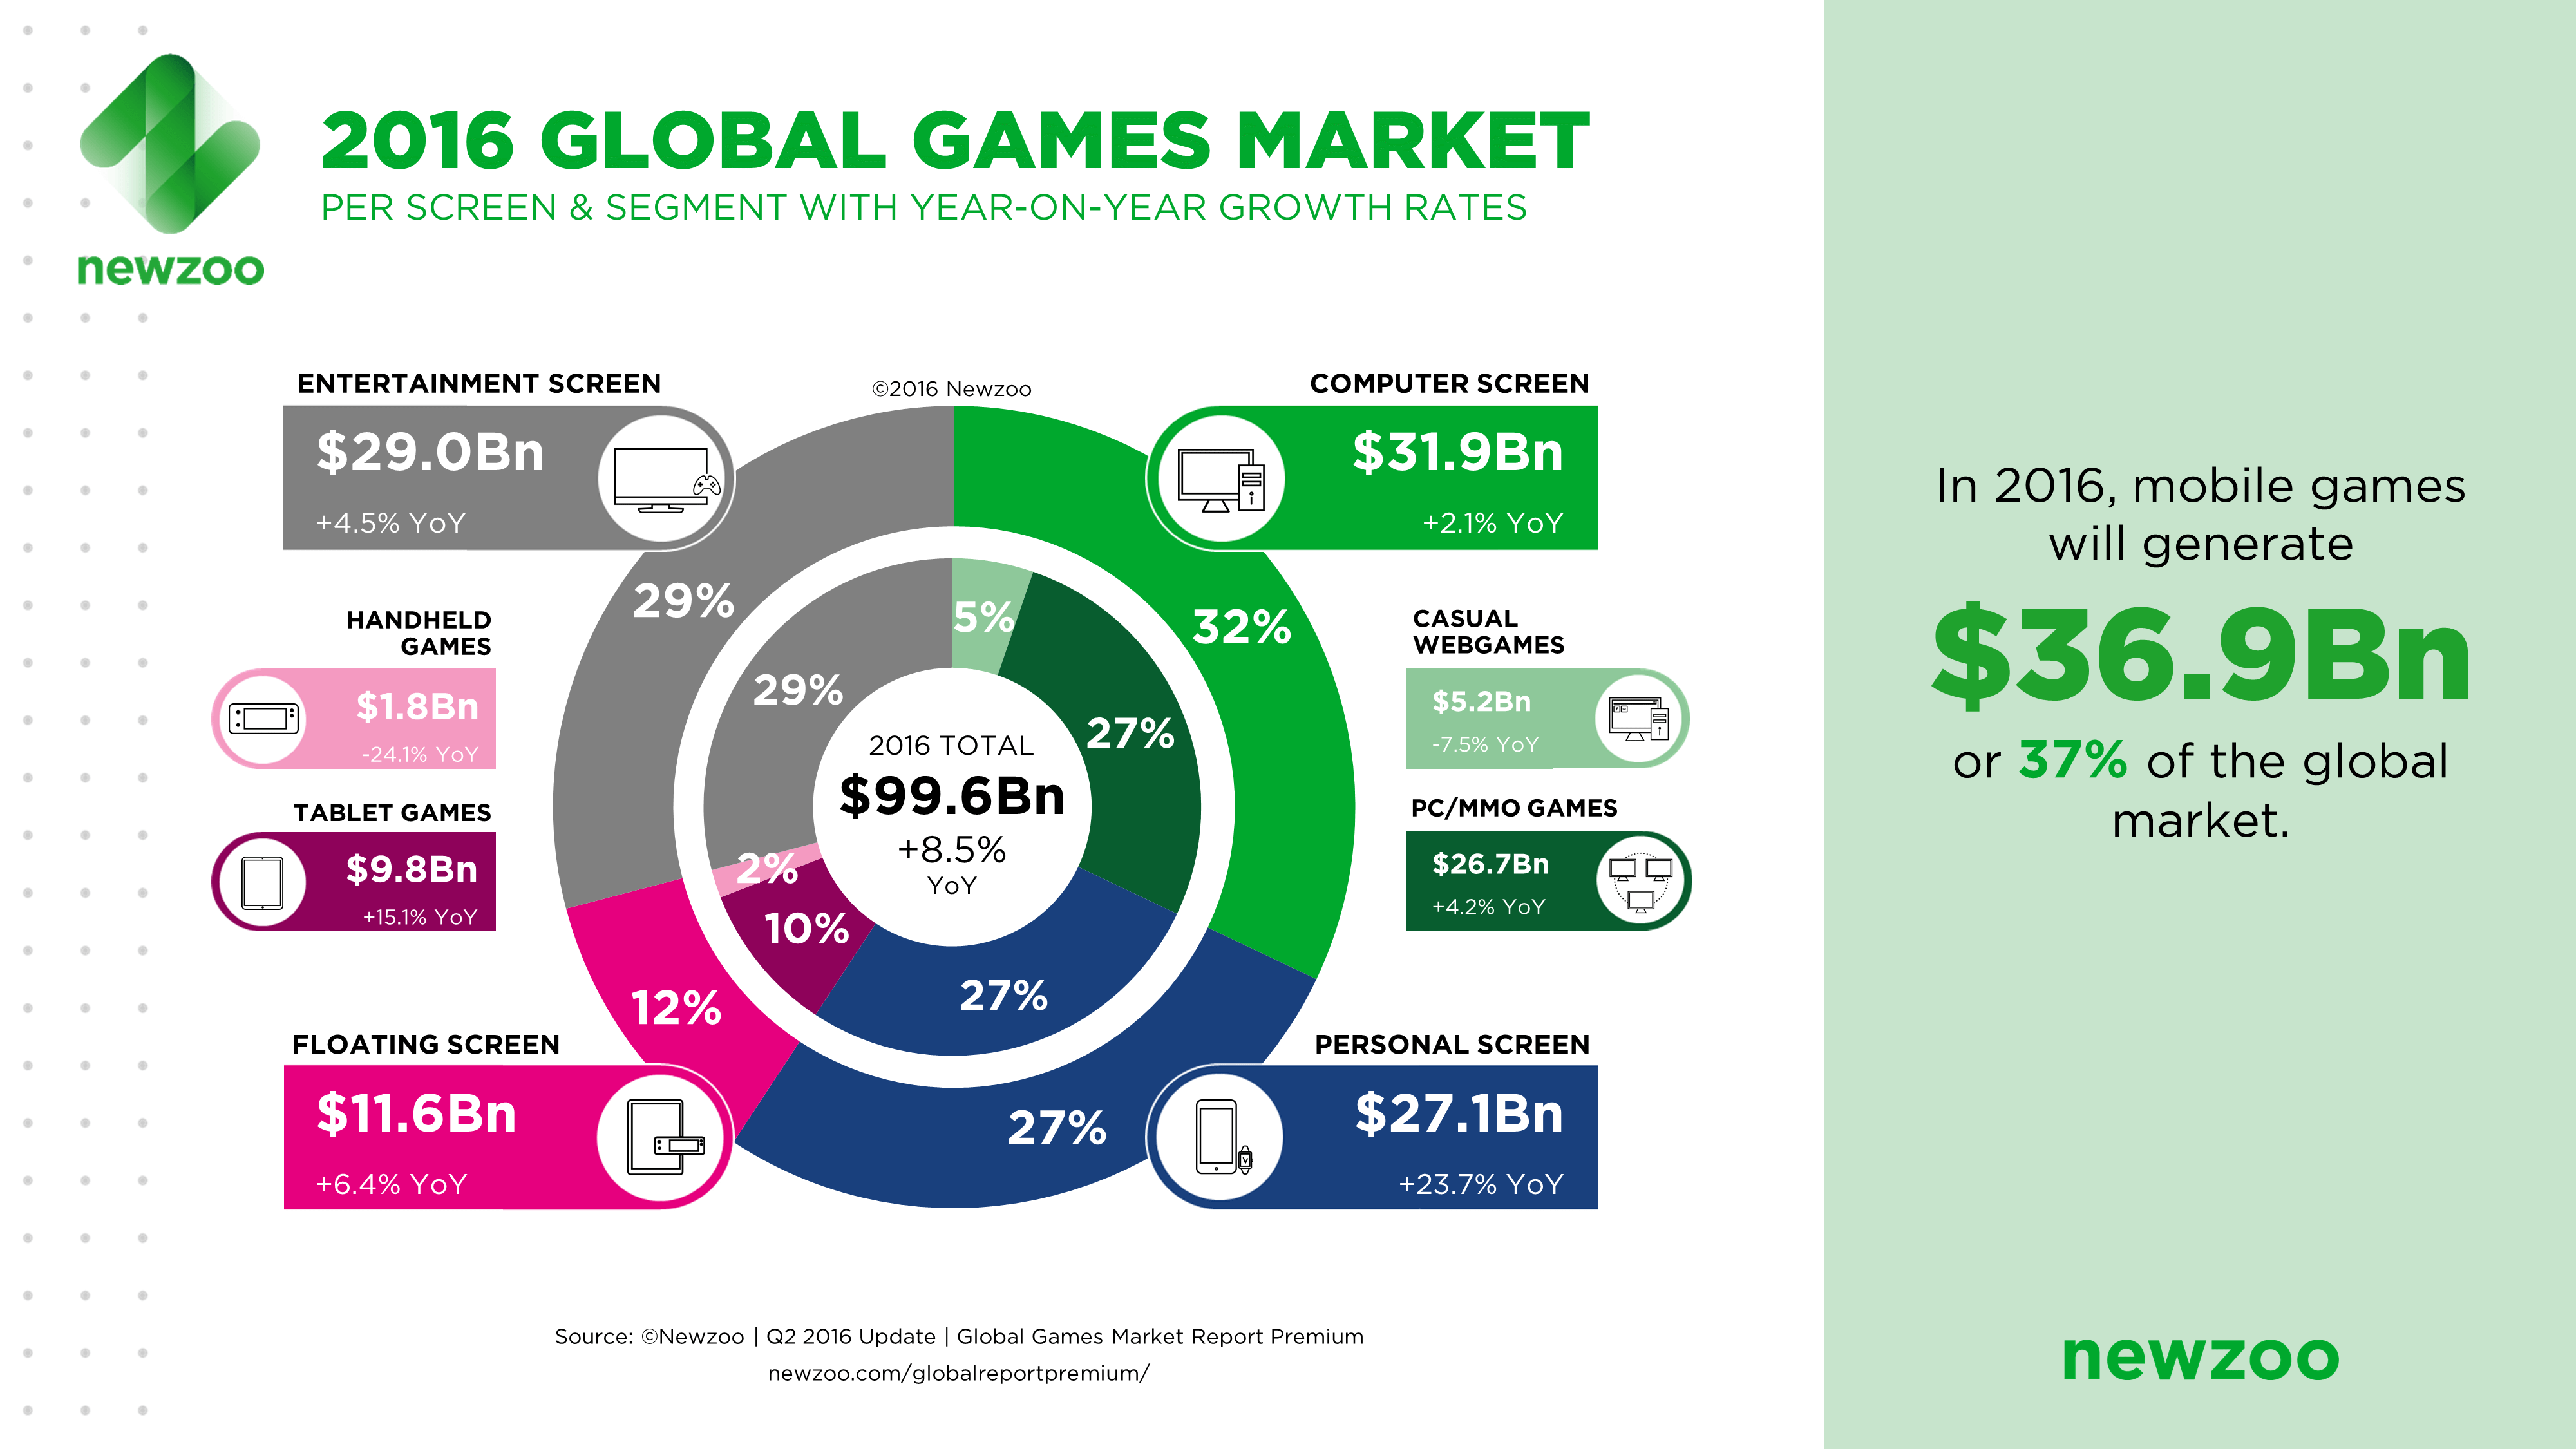 newzoo
2016 GLOBAL GAMES MARKET
PER SCREEN & SEGMENT WITH YEAR-ON-YEAR GROWTH RATES
ENTERTAINMENT SCREEN
$29.0Bn
+4.5% YoY
©2016 Newzoo
COMPUTER SCREEN
$31.9Bn
+2.1% YoY
HANDHELD
GAMES
$1.8Bn
-24.1% YoY
TABLET GAMES
$9.8Bn
+15.1% YoY
29%
32%
29%
5%
27%
2%
10%
27%
12%
27%
2016 TOTAL
$99.6Bn
+8.5%
YoY
CASUAL
WEBGAMES
$5.2Bn
-7.5% YoY
PC/MMO GAMES
$26.7Bn
+4.2% YoY
FLOATING SCREEN
$11.6Bn
+6.4% YoY
PERSONAL SCREEN
$27.1Bn
+23.7% YoY
Source: ©Newzoo | Q2 2016 Update | Global Games Market Report Premium
newzoo.com/globalreportpremium/
In 2016, mobile games
will generate
$36.9Bn
or 37% of the global
market.
newzoo